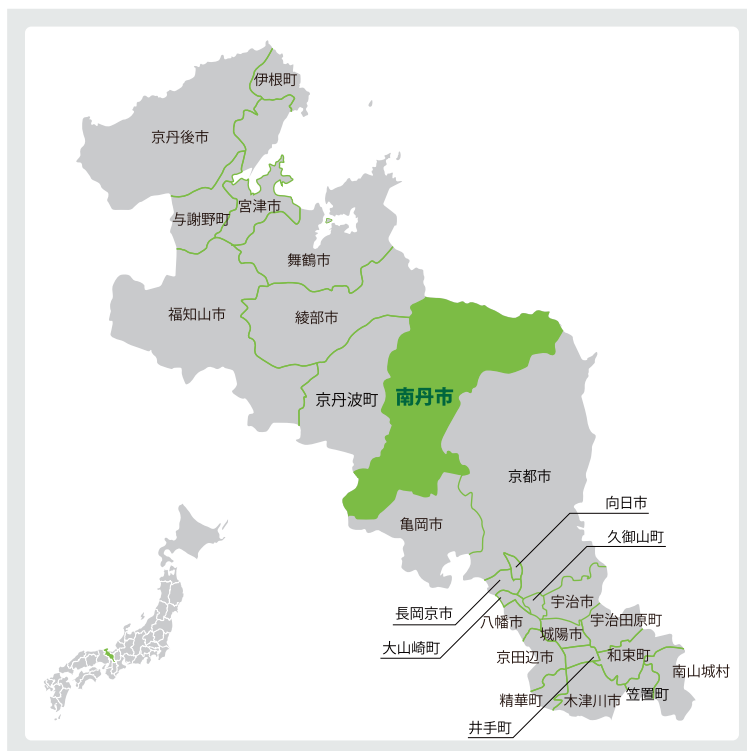 伊根町
京丹後市
宮津市
与謝野町
舞鶴市
福知山市
綾部市
京丹波町
南丹市
京都市
向日市
亀岡市
久御山町
宇治市
長岡京市
八幡市
宇治田原町
城陽市
大山崎町
京田辺市
和束町
南山城村
笠置町
精華町
木津川市
井手町